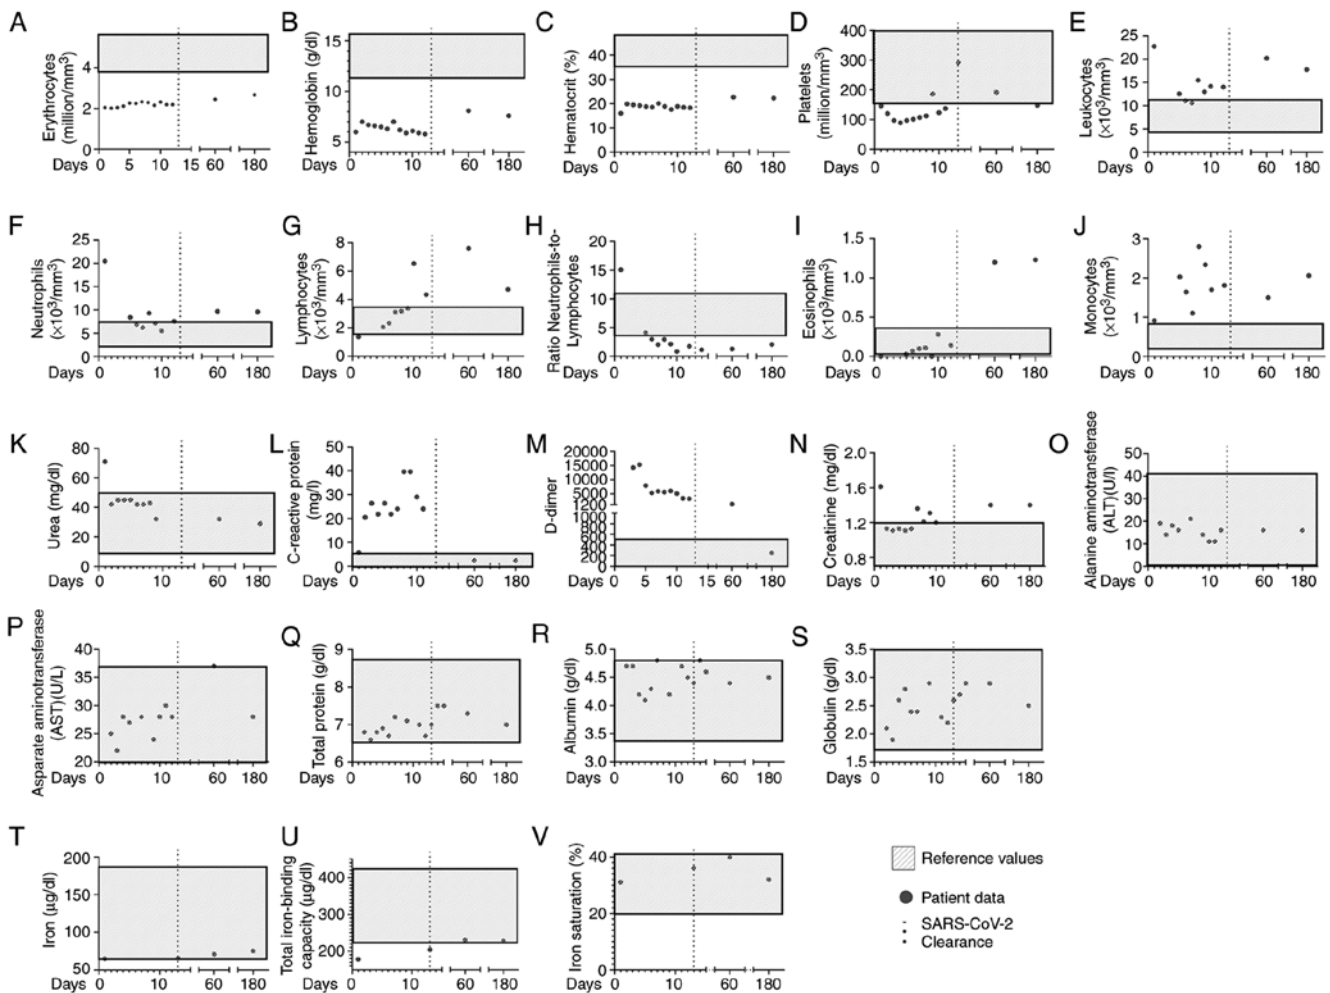 A
Erythrocytes
(million/mm3)
4
2
0
Days 0 5 10 15 60 180
B
Hemoglobin (g/dl)
15
10
5
Days 0 10 60 180
C
Hematocrit (%)
40
30
20
10
0
Days 0 10 60 180
D
Platelets
(million/mm3)
400
300
200
100
0
Days 0 10 60 180
E
Leukocytes
(×10³/mm³)
25
20
15
10
5
0
Days 0 10 60 180
F
Neutrophils
(×10³/mm³)
25
20
15
10
5
0
Days 0 10 60 180
G
Lymphocytes
(×10³/mm³)
8
6
4
2
0
Days 0 10 60 180
H
Ratio Neutrophils-to-
Lymphocytes
20
15
10
5
0
Days 0 10 60 180
I
Eosinophils
(×10³/mm³)
1.5
1.0
0.5
0.0
Days 0 10 60 180
J
Monocytes
(×10³/mm³)
3
2
1
0
Days 0 10 60 180
K
Urea (mg/dl)
80
60
40
20
0
Days 0 10 60 180
L
C-reactive protein
(mg/l)
50
40
30
20
10
0
Days 0 10 60 180
M
D-dimer
20000
15000
10000
5000
1200
1000
800
600
400
200
0
Days 0 5 10 15 60 180
N
Creatinine (mg/dl)
2.0
1.6
1.2
0.8
Days 0 10 60 180
O
Alanine aminotransferase
(ALT)(U/l)
50
40
30
20
10
0
Days 0 10 60 180
P
Asparate aminotransferase
(AST)(U/L)
40
35
30
25
20
Days 0 10 60 180
Q
Total protein (g/dl)
9
8
7
6
Days 0 10 60 180
R
Albumin (g/dl)
5.0
4.5
4.0
3.5
3.0
Days 0 10 60 180
S
Globulin (g/dl)
3.5
3.0
2.5
2.0
1.5
Days 0 10 60 180
T
Iron (µg/dl)
200
150
100
50
Days 0 10 60 180
U
Total iron-binding
capacity (µg/dl)
400
300
200
Days 0 10 60 180
V
Iron saturation (%)
40
20
0
Days 0 10 60 180
Reference values
Patient data
SARS-CoV-2
Clearance